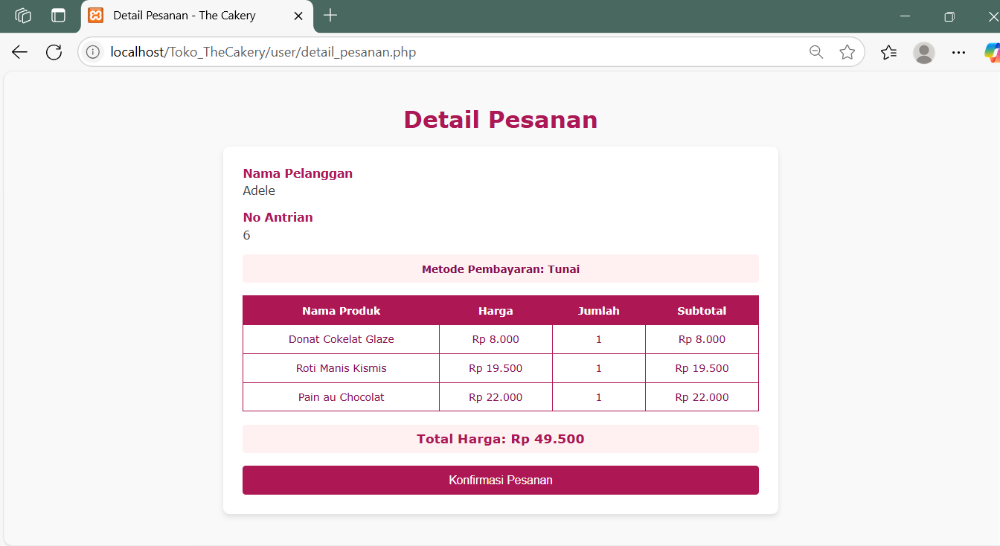 Detail Pesanan - The Cakery
localhost/Toko_TheCakery/user/detail_pesanan.php
Detail Pesanan
Nama Pelanggan
Adele
No Antrian
6
Metode Pembayaran: Tunai
Nama Produk Harga Jumlah Subtotal
Donat Cokelat Glaze Rp 8.000 1 Rp 8.000
Roti Manis Kismis Rp 19.500 1 Rp 19.500
Pain au Chocolat Rp 22.000 1 Rp 22.000
Total Harga: Rp 49.500
Konfirmasi Pesanan